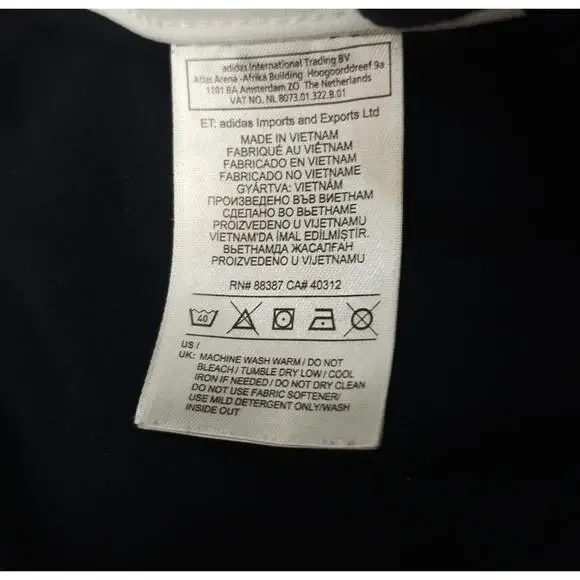 adidas International Trading BV
Atlas Arena -Afrika Building Hoogoorddreef 9a
1101 BA Amsterdam ZO The Netherlands
VAT NO. NL 8073.01.322.B.01
ET: adidas Imports and Exports Ltd
MADE IN VIETNAM
FABRIQUÉ AU VIÊTNAM
FABRICADO EN VIETNAM
FABRICADO NO VIETNAME
GYÁRTVA: VIETNÁM
ПРОИЗВЕДЕНО ВЪВ ВИЕТНАМ
СДЕЛАНО ВО ВЬЕТНАМЕ
PROIZVEDENO U VIJETNAMU
VİETNAM'DA İMAL EDİLMİŞTİR.
ВЬЕТНАМДА ЖАСАЛҒАН
PROIZVEDENO U VIJETNAMU
RN# 88387 CA# 40312
40
US /
UK: MACHINE WASH WARM / DO NOT
BLEACH / TUMBLE DRY LOW / COOL
IRON IF NEEDED / DO NOT DRY CLEAN
DO NOT USE FABRIC SOFTENER/
USE MILD DETERGENT ONLY/WASH
INSIDE OUT